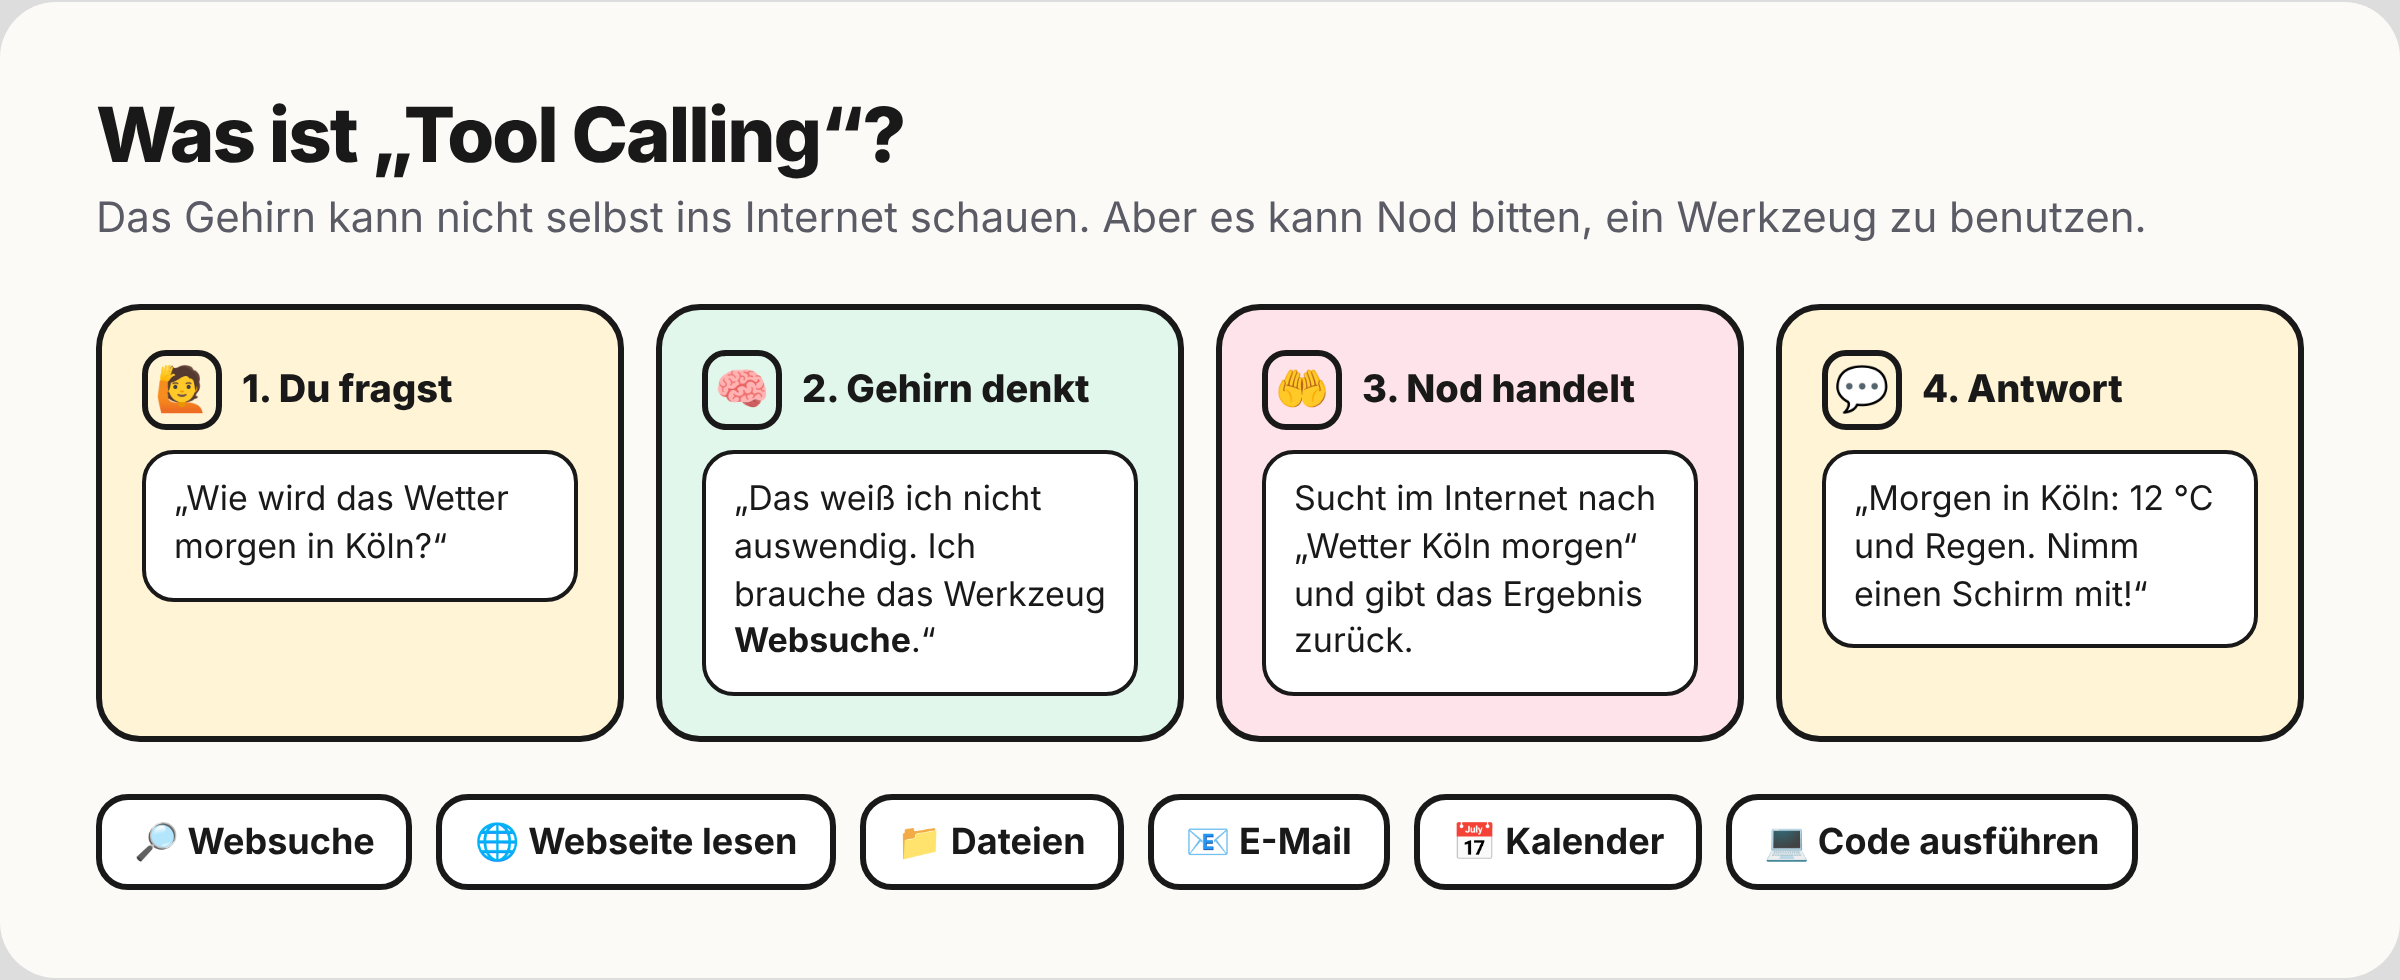 Was ist „Tool Calling“?
Das Gehirn kann nicht selbst ins Internet schauen. Aber es kann Nod bitten, ein Werkzeug zu benutzen.
1. Du fragst
„Wie wird das Wetter
morgen in Köln?“
2. Gehirn denkt
„Das weiß ich nicht
auswendig. Ich
brauche das Werkzeug
Websuche.“
3. Nod handelt
Sucht im Internet nach
„Wetter Köln morgen“
und gibt das Ergebnis
zurück.
4. Antwort
„Morgen in Köln: 12 °C
und Regen. Nimm
einen Schirm mit!“
Websuche
Webseite lesen
Dateien
E-Mail
Kalender
Code ausführen